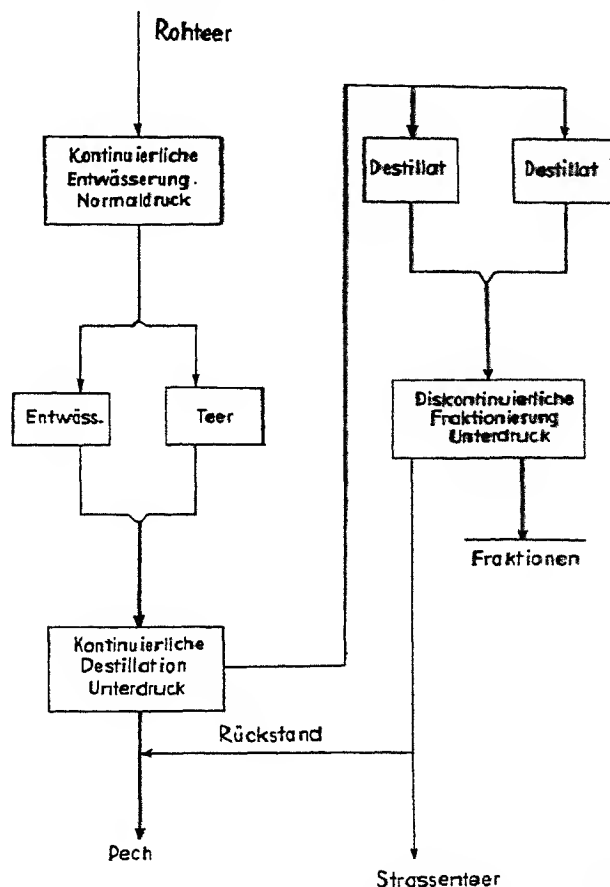 Rohteer
Kontinuierliche
Entwässerung.
Normaldruck
Entwäss.
Teer
Kontinuierliche
Destillation
Unterdruck
Rückstand
Pech
Destillat
Destillat
Diskontinuierliche
Fraktionierung
Unterdruck
Fraktionen
Strassenteer